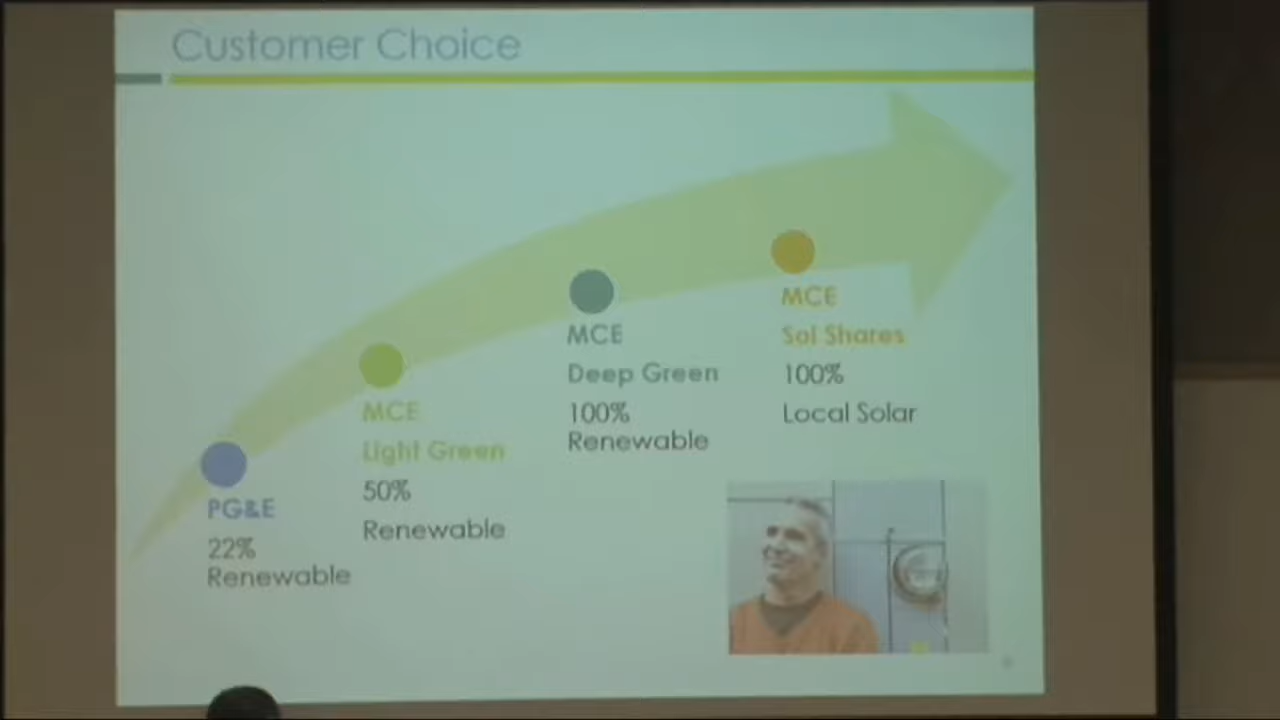 Customer Choice
PG&E
22%
Renewable
MCE
Light Green
50%
Renewable
MCE
Deep Green
100%
Renewable
MCE
Sol Shares
100%
Local Solar